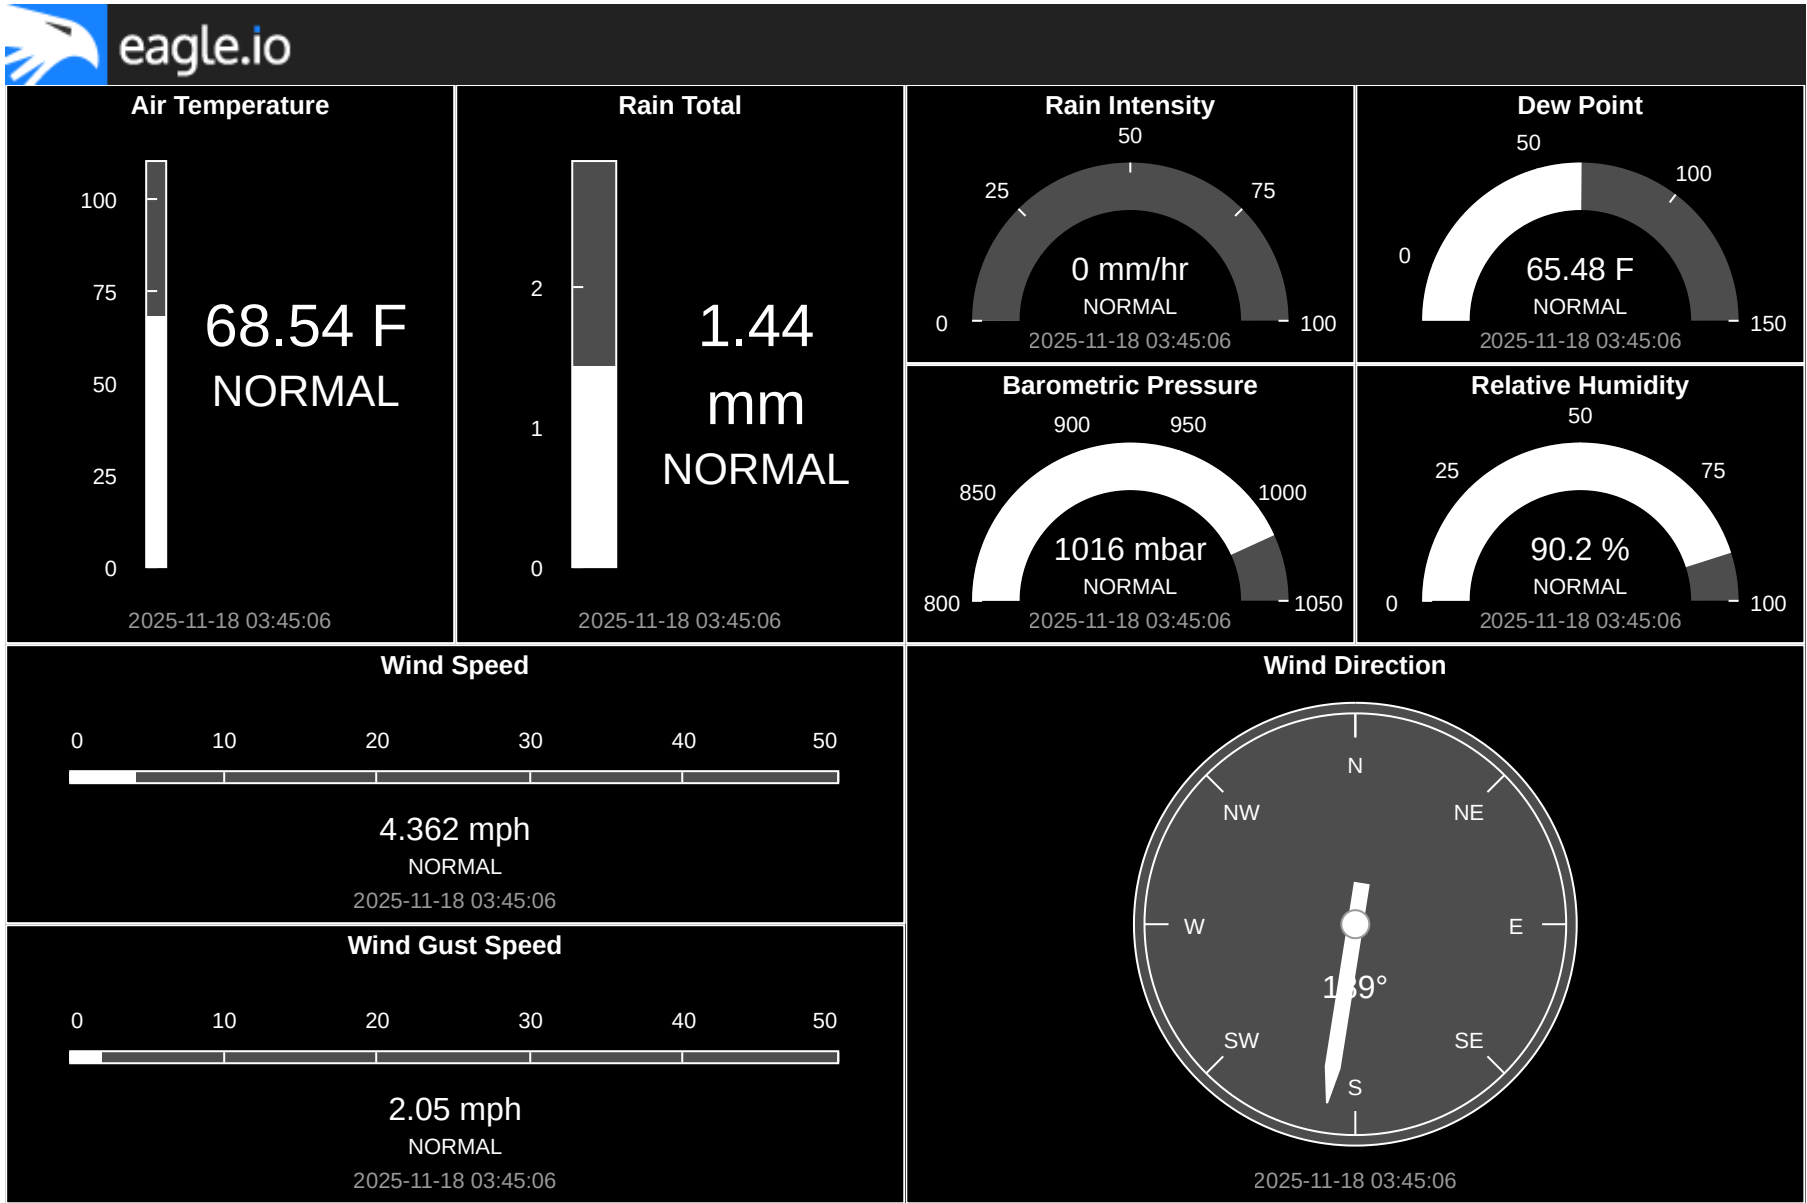 eagle.io
Air Temperature
100
75
50
25
0
68.54 F
NORMAL
2025-11-18 03:45:06
Rain Total
2
1
0
1.44
mm
NORMAL
2025-11-18 03:45:06
Rain Intensity
50
25
75
0
100
0 mm/hr
NORMAL
2025-11-18 03:45:06
Dew Point
50
100
0
150
65.48 F
NORMAL
2025-11-18 03:45:06
Barometric Pressure
900
950
850
1000
800
1050
1016 mbar
NORMAL
2025-11-18 03:45:06
Relative Humidity
50
25
75
0
100
90.2 %
NORMAL
2025-11-18 03:45:06
Wind Speed
0 10 20 30 40 50
4.362 mph
NORMAL
2025-11-18 03:45:06
Wind Gust Speed
0 10 20 30 40 50
2.05 mph
NORMAL
2025-11-18 03:45:06
Wind Direction
N
NW NE
W E
189°
SW SE
S
2025-11-18 03:45:06